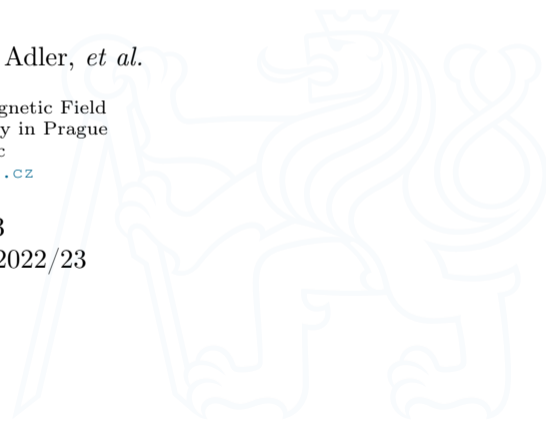 Adler, et al.
gnetic Field
y in Prague
c
.cz
3
2022/23